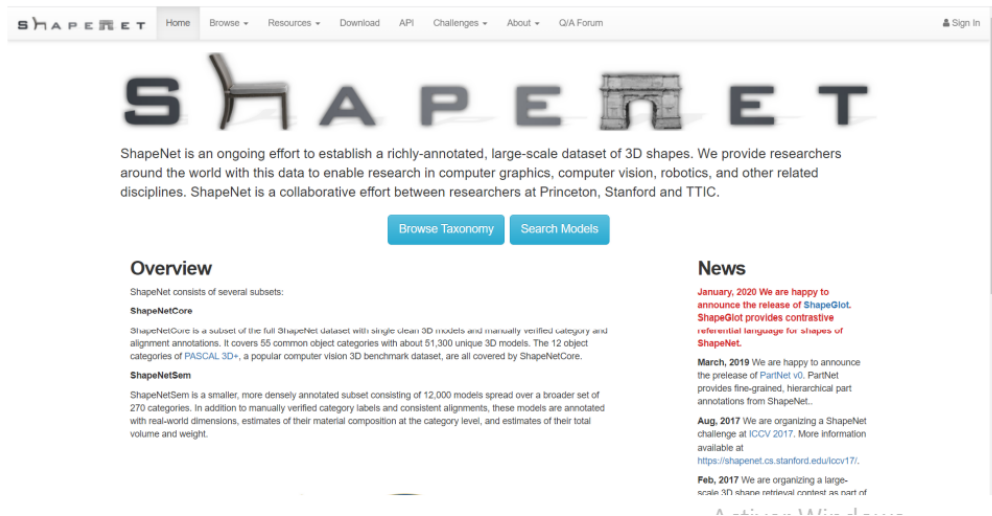 SHAPENET Home Browse Resources Download API Challenges About Q/A Forum Sign In
SHAPENET
ShapeNet is an ongoing effort to establish a richly-annotated, large-scale dataset of 3D shapes. We provide researchers
around the world with this data to enable research in computer graphics, computer vision, robotics, and other related
disciplines. ShapeNet is a collaborative effort between researchers at Princeton, Stanford and TTIC.
Browse Taxonomy Search Models
Overview
ShapeNet consists of several subsets:
ShapeNetCore
ShapeNetCore is a subset of the full ShapeNet dataset with single clean 3D models and manually verified category and
alignment annotations. It covers 55 common object categories with about 51,300 unique 3D models. The 12 object
categories of PASCAL 3D+, a popular computer vision 3D benchmark dataset, are all covered by ShapeNetCore.
ShapeNetSem
ShapeNetSem is a smaller, more densely annotated subset consisting of 12,000 models spread over a broader set of
270 categories. In addition to manually verified category labels and consistent alignments, these models are annotated
with real-world dimensions, estimates of their material composition at the category level, and estimates of their total
volume and weight.
News
January, 2020 We are happy to
announce the release of ShapeGlot.
ShapeGlot provides contrastive
referential language for shapes of
ShapeNet.
March, 2019 We are happy to announce
the prelease of PartNet v0. PartNet
provides fine-grained, hierarchical part
annotations from ShapeNet..
Aug, 2017 We are organizing a ShapeNet
challenge at ICCV 2017. More information
available at
https://shapenet.cs.stanford.edu/iccv17/.
Feb, 2017 We are organizing a large-
scale 3D shape retrieval contest as part of
Activer Windows